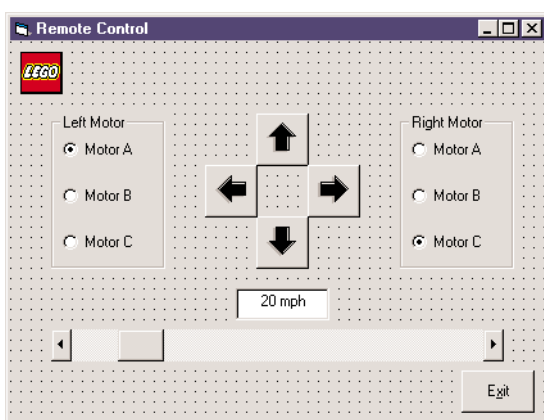 Remote Control
LEGO
Left Motor
Motor A
Motor B
Motor C
Right Motor
Motor A
Motor B
Motor C
20 mph
Exit